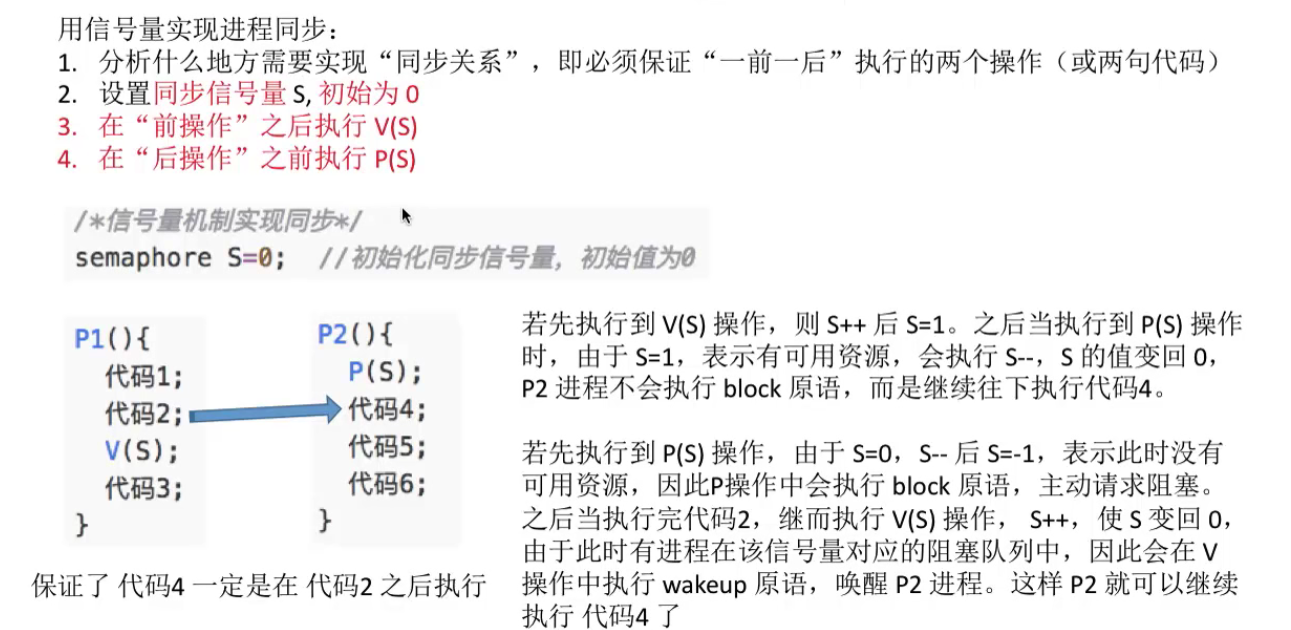 用信号量实现进程同步：
1. 分析什么地方需要实现“同步关系”，即必须保证“一前一后”执行的两个操作（或两句代码）
2. 设置同步信号量 S, 初始为 0
3. 在“前操作”之后执行 V(S)
4. 在“后操作”之前执行 P(S)
/*信号量机制实现同步*/
semaphore S=0; //初始化同步信号量，初始值为0
P1(){
代码1;
代码2;
V(S);
代码3;
}
P2(){
P(S);
代码4;
代码5;
代码6;
}
保证了 代码4 一定是在 代码2 之后执行
若先执行到 V(S) 操作，则 S++ 后 S=1。之后当执行到 P(S) 操作
时，由于 S=1，表示有可用资源，会执行 S--，S 的值变回 0，
P2 进程不会执行 block 原语，而是继续往下执行代码4。
若先执行到 P(S) 操作，由于 S=0，S-- 后 S=-1，表示此时没有
可用资源，因此P操作中会执行 block 原语，主动请求阻塞。
之后当执行完代码2，继而执行 V(S) 操作， S++，使 S 变回 0，
由于此时有进程在该信号量对应的阻塞队列中，因此会在 V
操作中执行 wakeup 原语，唤醒 P2 进程。这样 P2 就可以继续
执行 代码4 了